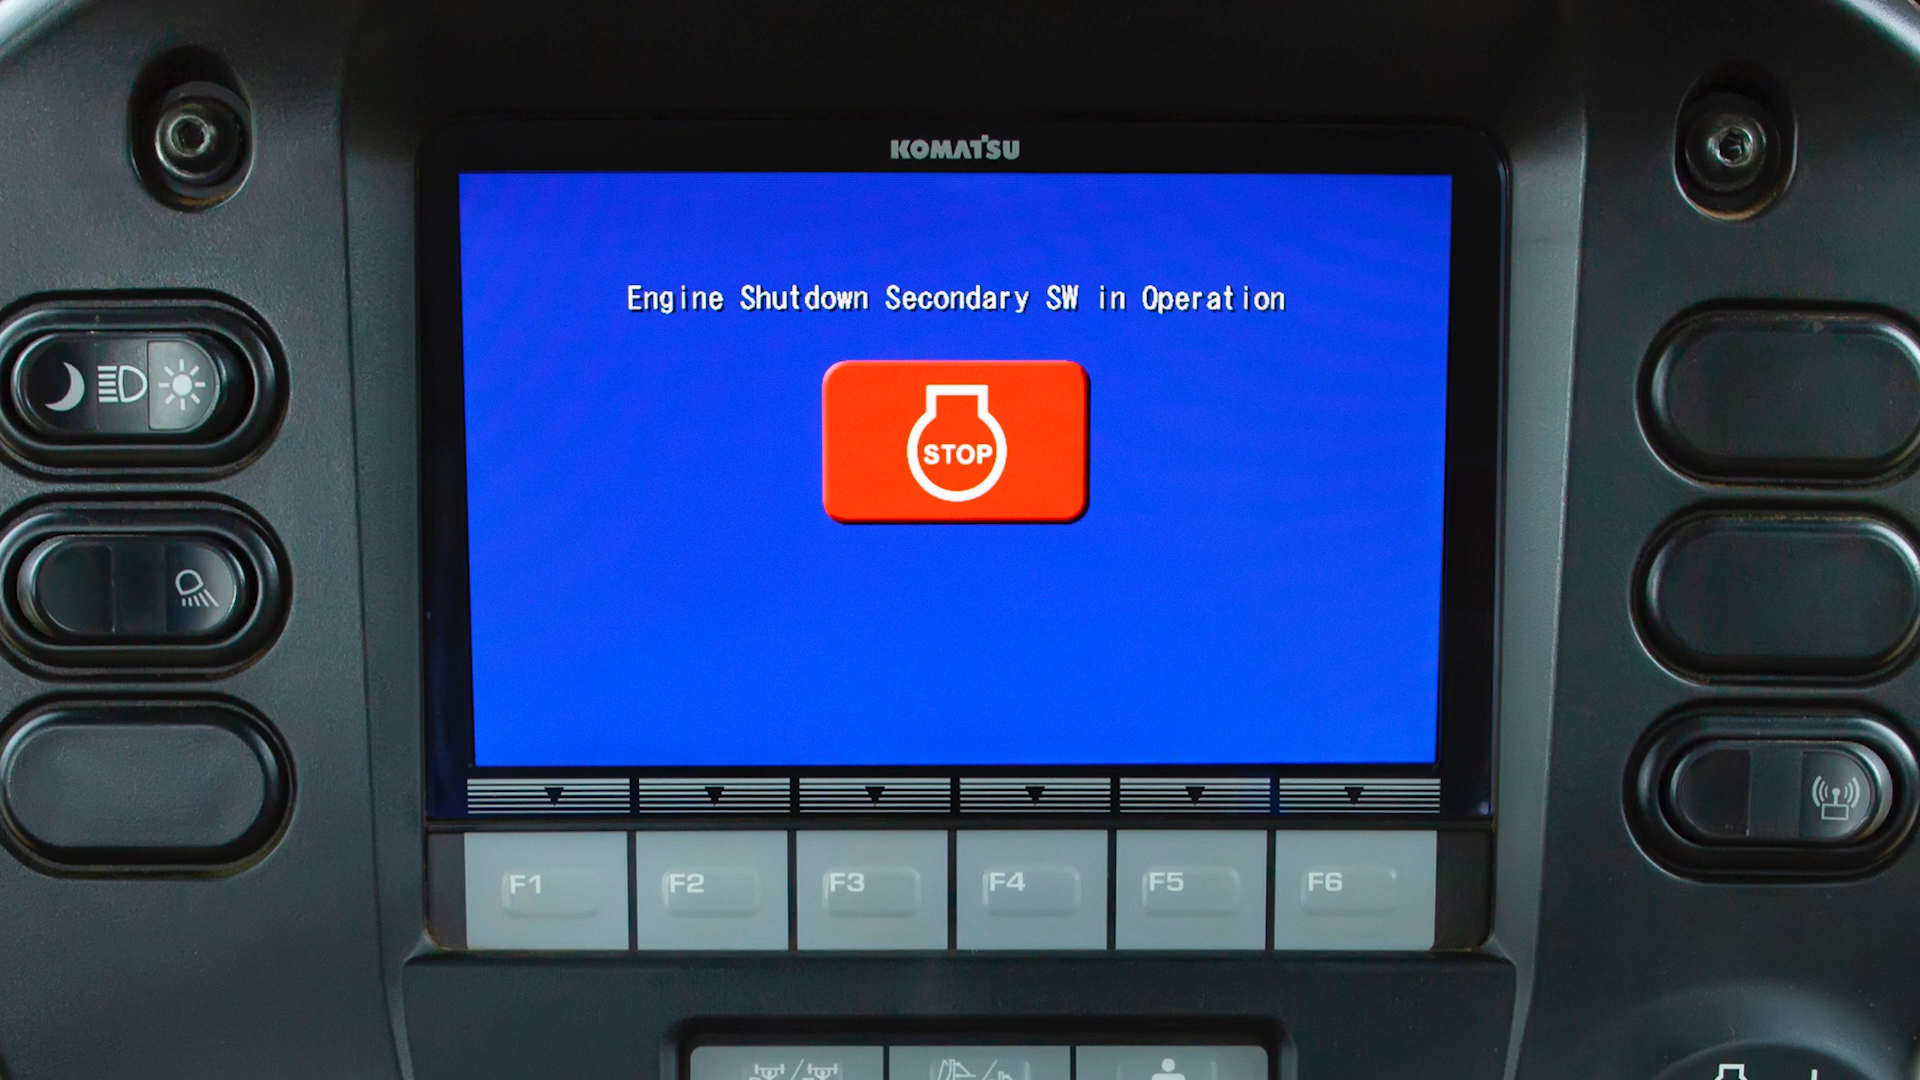 KOMATSU
Engine Shutdown Secondary SW in Operation
STOP
F1 F2 F3 F4 F5 F6